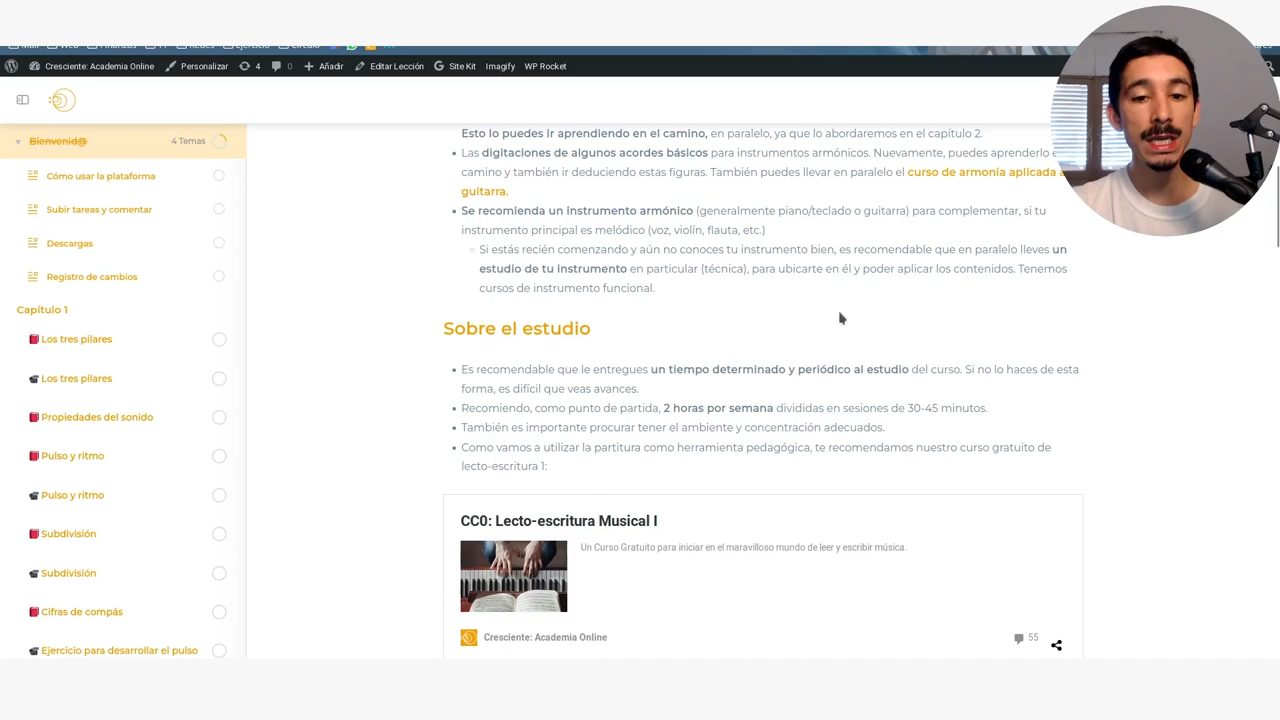 Web
Finanzas
Redes
Ejercicio
Círculo
Cresciente: Academia Online
Personalizar
4
0
Añadir
Editar Lección
Site Kit
Imagify
WP Rocket
Bienvenid@
4 Temas
Cómo usar la plataforma
Subir tareas y comentar
Descargas
Registro de cambios
Capítulo 1
Los tres pilares
Los tres pilares
Propiedades del sonido
Pulso y ritmo
Pulso y ritmo
Subdivisión
Subdivisión
Cifras de compás
Ejercicio para desarrollar el pulso
Esto lo puedes ir aprendiendo en el camino, en paralelo, ya que lo abordaremos en el capítulo 2.
Las digitaciones de algunos acordes básicos para instrumentos
Nuevamente, puedes aprenderlo
camino y también ir deduciendo estas figuras. También puedes llevar en paralelo el curso de armonía aplicada a
guitarra.
Se recomienda un instrumento armónico (generalmente piano/teclado o guitarra) para complementar, si tu
instrumento principal es melódico (voz, violín, flauta, etc.)
Si estás recién comenzando y aún no conoces tu instrumento bien, es recomendable que en paralelo lleves un
estudio de tu instrumento en particular (técnica), para ubicarte en él y poder aplicar los contenidos. Tenemos
cursos de instrumento funcional.
Sobre el estudio
Es recomendable que le entregues un tiempo determinado y periódico al estudio del curso. Si no lo haces de esta
forma, es difícil que veas avances.
Recomiendo, como punto de partida, 2 horas por semana divididas en sesiones de 30-45 minutos.
También es importante procurar tener el ambiente y concentración adecuados.
Como vamos a utilizar la partitura como herramienta pedagógica, te recomendamos nuestro curso gratuito de
lecto-escritura 1:
CC0: Lecto-escritura Musical I
Un Curso Gratuito para iniciar en el maravilloso mundo de leer y escribir música.
Cresciente: Academia Online
55